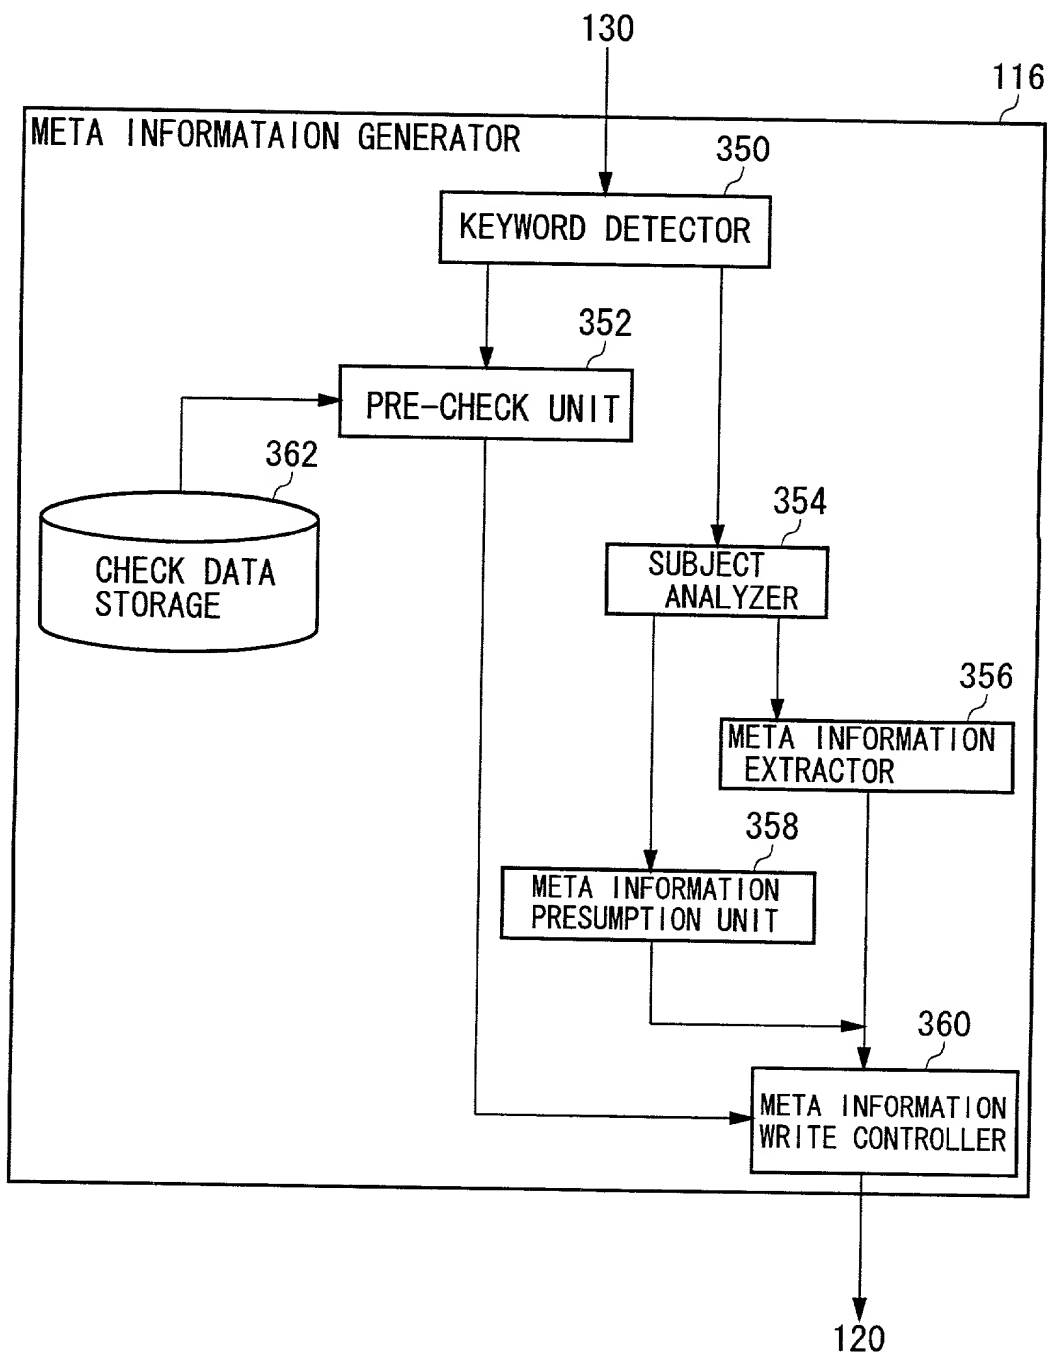 130
116
META INFORMATAION GENERATOR
350
KEYWORD DETECTOR
352
PRE-CHECK UNIT
362
CHECK DATA
STORAGE
354
SUBJECT
ANALYZER
356
META INFORMATION
EXTRACTOR
358
META INFORMATION
PRESUMPTION UNIT
360
META INFORMATION
WRITE CONTROLLER
120